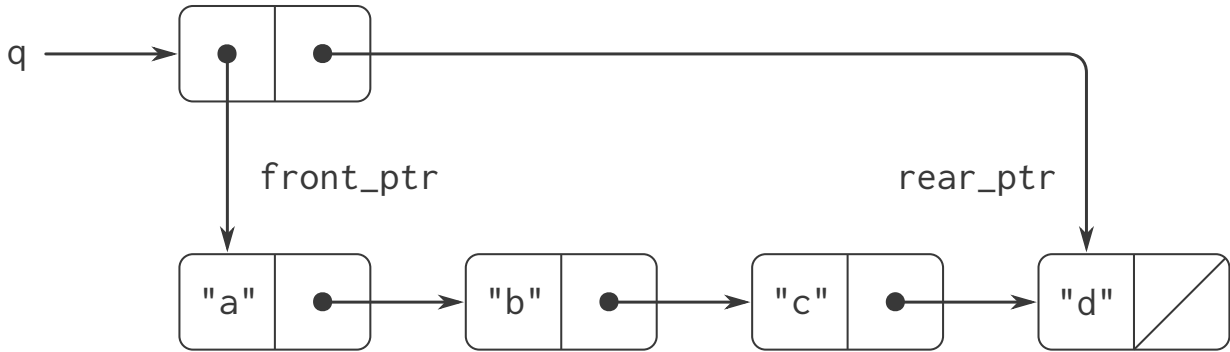 q
front_ptr
rear_ptr
"a"
"b"
"c"
"d"